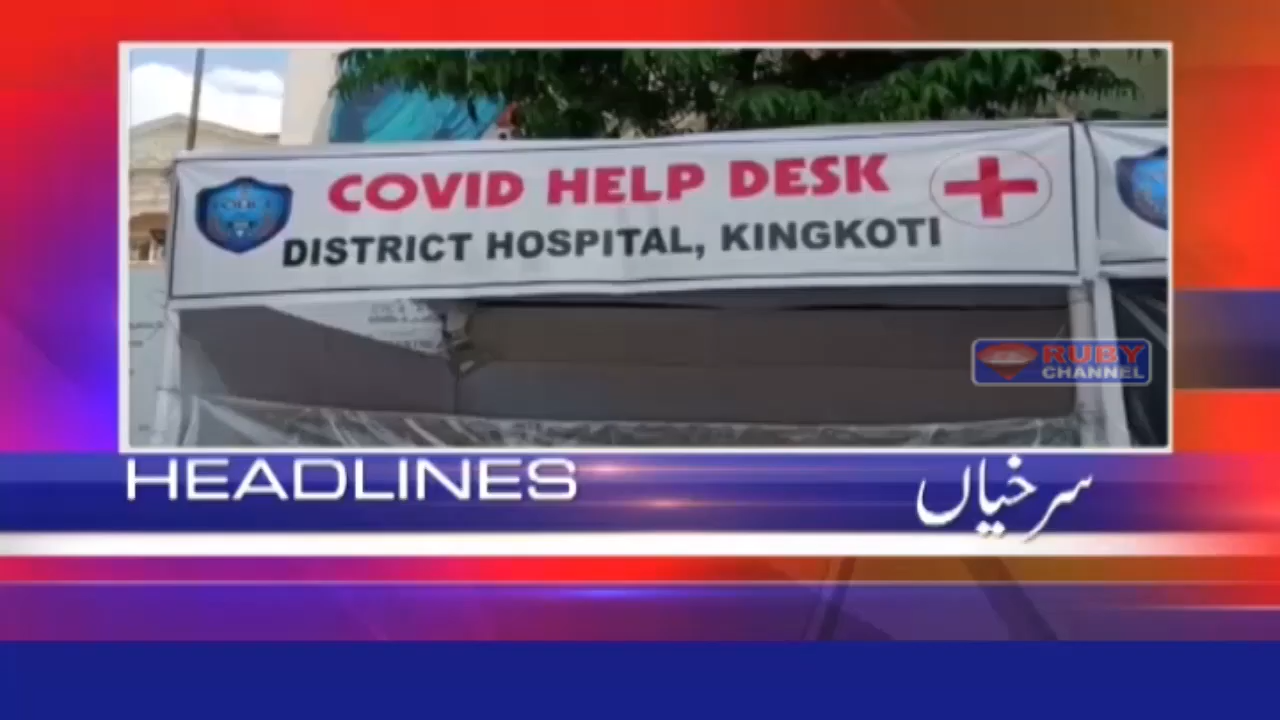 COVID HELP DESK
DISTRICT HOSPITAL, KINGKOTI
RUBY
CHANNEL
HEADLINES
سرخیاں